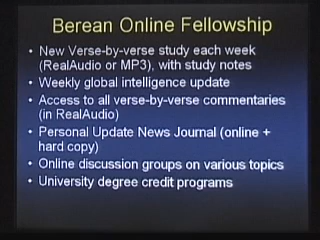 Berean Online Fellowship
• New Verse-by-verse study each week
(RealAudio or MP3), with study notes
• Weekly global intelligence update
• Access to all verse-by-verse commentaries
(in RealAudio)
• Personal Update News Journal (online +
hard copy)
• Online discussion groups on various topics
• University degree credit programs